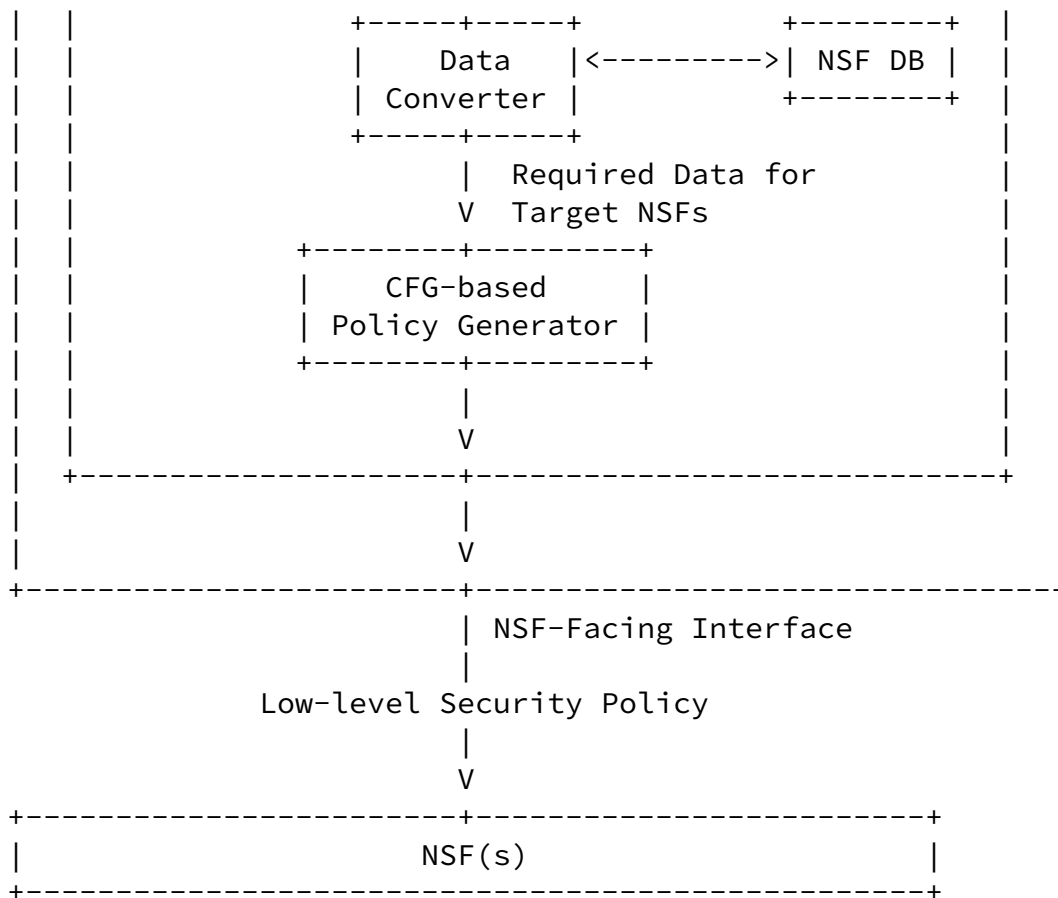 |  |               +-----+-----+           +--------+  |
|  |               |    Data   |<--------->| NSF DB |  |
|  |               | Converter |           +--------+  |
|  |               +-----+-----+                       |
|  |                     |  Required Data for          |
|  |                     V  Target NSFs                |
|  |            +--------+---------+                   |
|  |            |    CFG-based     |                   |
|  |            | Policy Generator |                   |
|  |            +--------+---------+                   |
|  |                     |                             |
|  |                     V                             |
|  +---------------------+-----------------------------+
|                        |
|                        V
+------------------------+---------------------------------
                         | NSF-Facing Interface
                         |
              Low-level Security Policy
                         |
                         V
+------------------------+-------------------------+
|                      NSF(s)                      |
+------------------------+-------------------------+